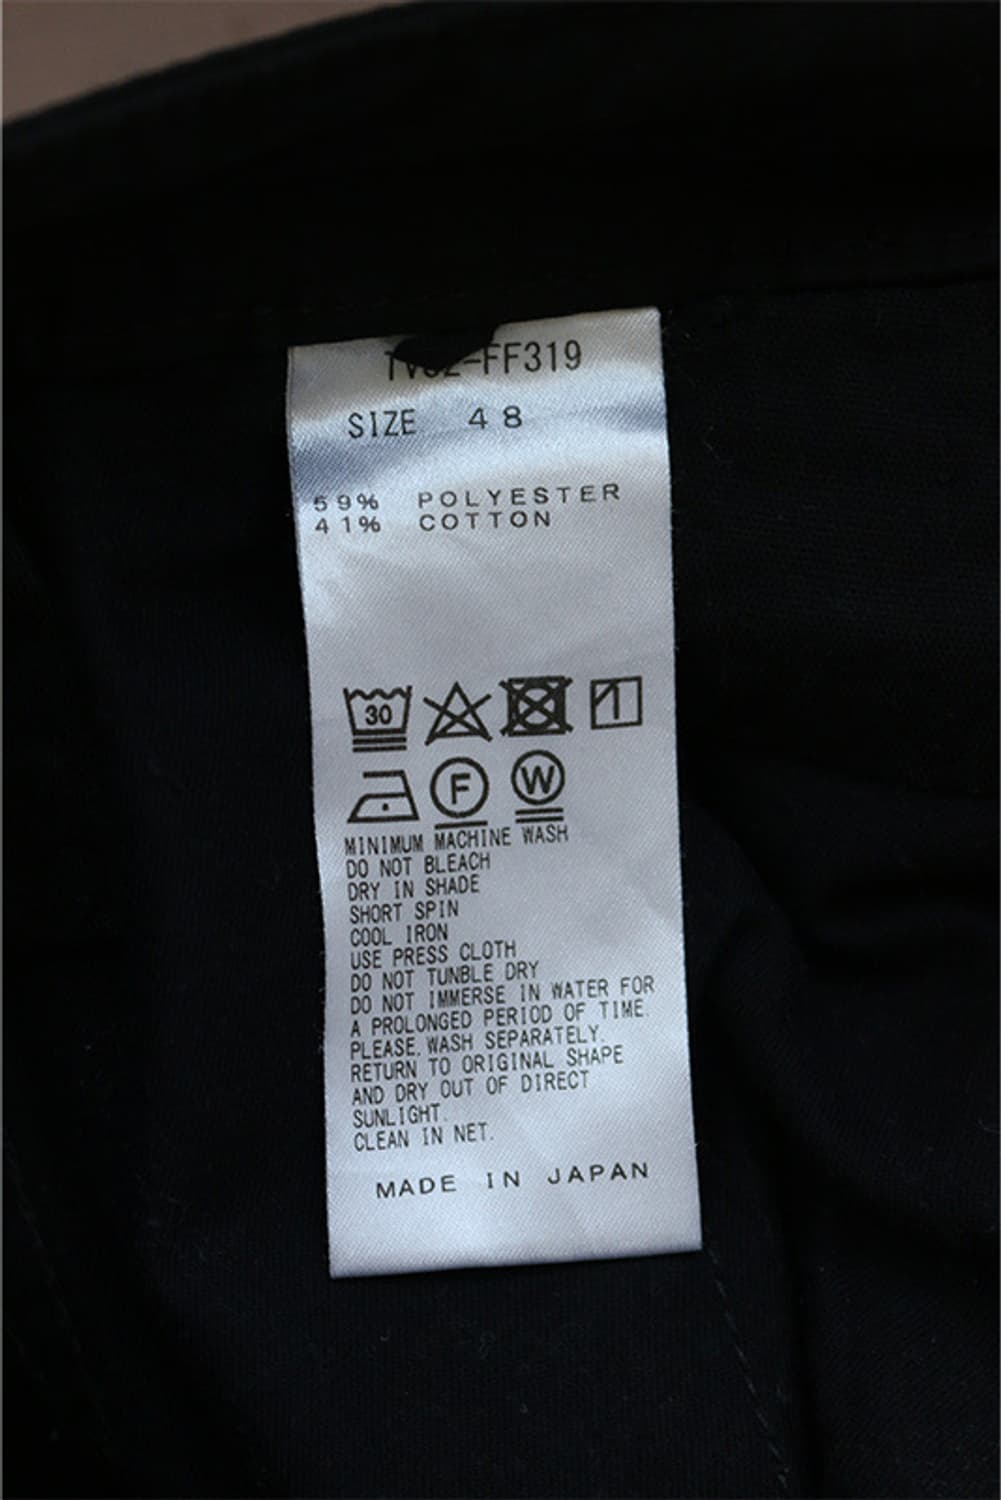 -FF319
SIZE 48
59% POLYESTER
41% COTTON
30
F W
MINIMUM MACHINE WASH
DO NOT BLEACH
DRY IN SHADE
SHORT SPIN
COOL IRON
USE PRESS CLOTH
DO NOT TUNBLE DRY
DO NOT IMMERSE IN WATER FOR
A PROLONGED PERIOD OF TIME.
PLEASE.WASH SEPARATELY.
RETURN TO ORIGINAL SHAPE
AND DRY OUT OF DIRECT
SUNLIGHT.
CLEAN IN NET.
MADE IN JAPAN